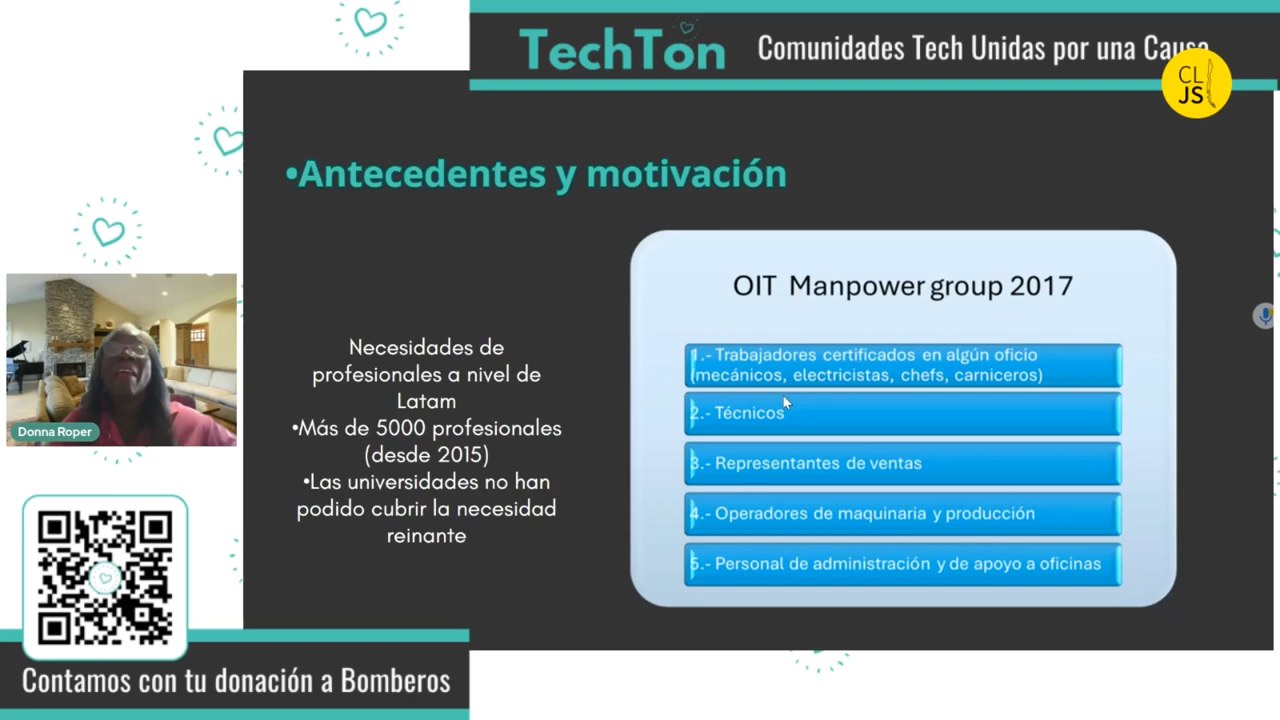 TechTon
Comunidades Tech Unidas por una Causa
CL
JS
•Antecedentes y motivación
Necesidades de
profesionales a nivel de
Latam
•Más de 5000 profesionales
(desde 2015)
•Las universidades no han
podido cubrir la necesidad
reinante
OIT Manpower group 2017
1.- Trabajadores certificados en algún oficio
(mecánicos, electricistas, chefs, carniceros)
2.- Técnicos
3.- Representantes de ventas
4.- Operadores de maquinaria y producción
5.- Personal de administración y de apoyo a oficinas
Donna Roper
Contamos con tu donación a Bomberos